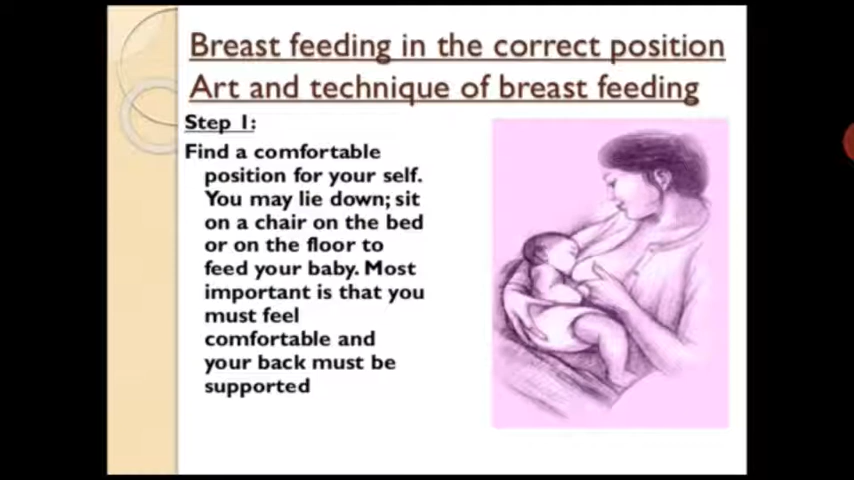 Breast feeding in the correct position
Art and technique of breast feeding
Step 1:
Find a comfortable
position for your self.
You may lie down; sit
on a chair on the bed
or on the floor to
feed your baby. Most
important is that you
must feel
comfortable and
your back must be
supported